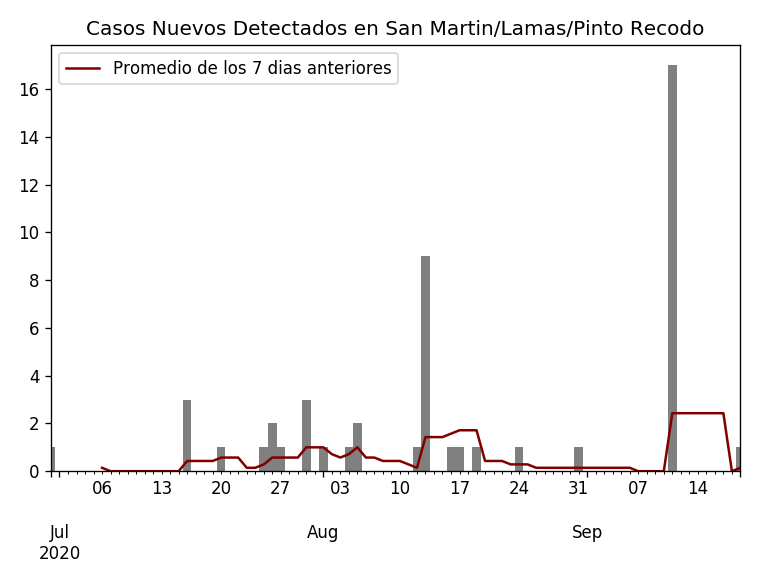 Casos Nuevos Detectados en San Martin/Lamas/Pinto Recodo
Promedio de los 7 dias anteriores
16
14
12
10
8
6
4
2
0
06 13 20 27 03 10 17 24 31 07 14
Jul Aug Sep
2020